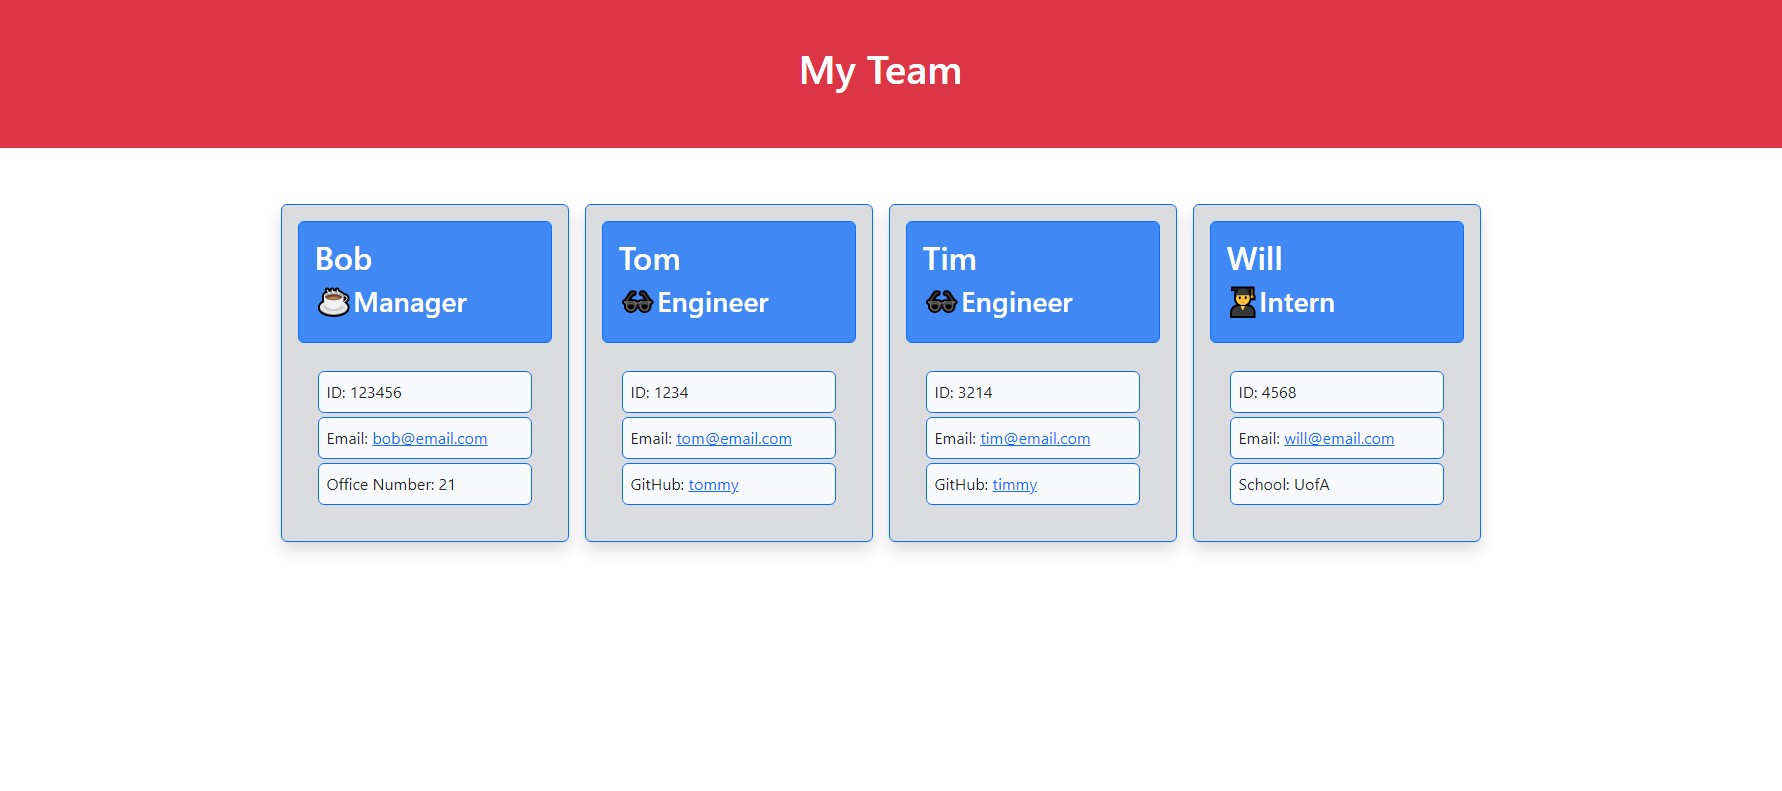 My Team
Bob
Manager
ID: 123456
Email: bob@email.com
Office Number: 21
Tom
Engineer
ID: 1234
Email: tom@email.com
GitHub: tommy
Tim
Engineer
ID: 3214
Email: tim@email.com
GitHub: timmy
Will
Intern
ID: 4568
Email: will@email.com
School: UofA